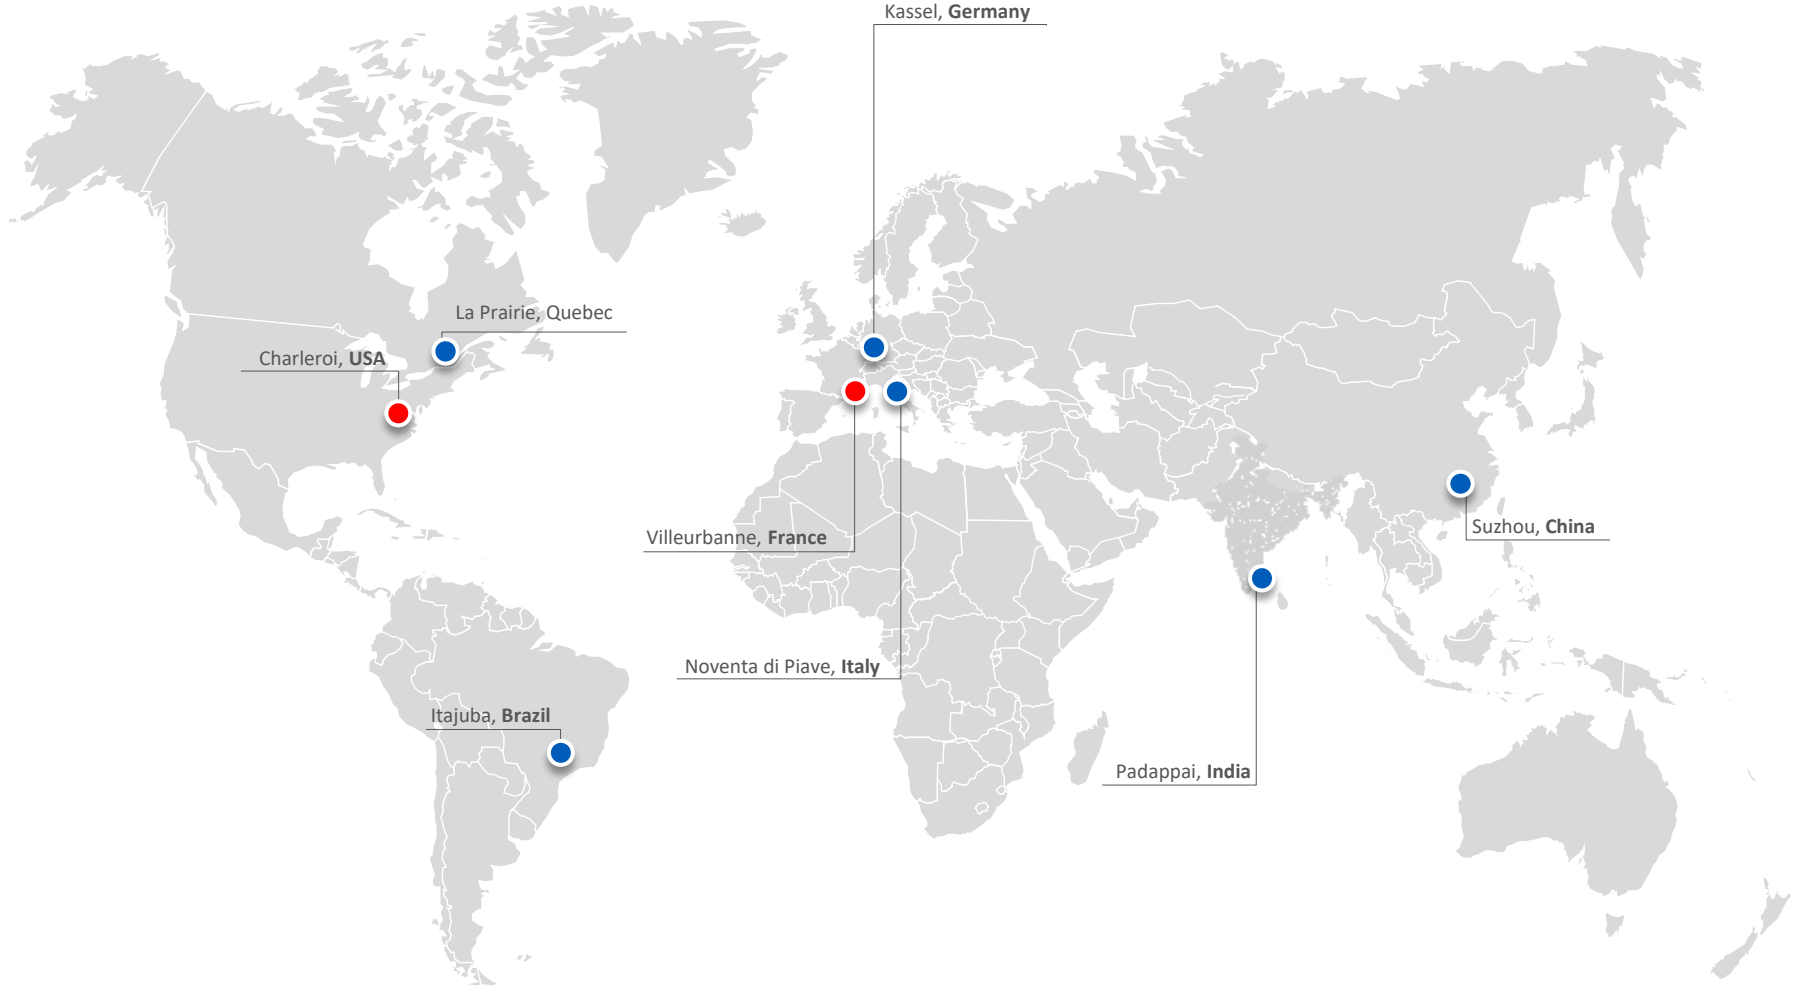 Kassel, Germany
La Prairie, Quebec
Charleroi, USA
Villeurbanne, France
Suzhou, China
Noventa di Piave, Italy
Itajuba, Brazil
Padappai, India